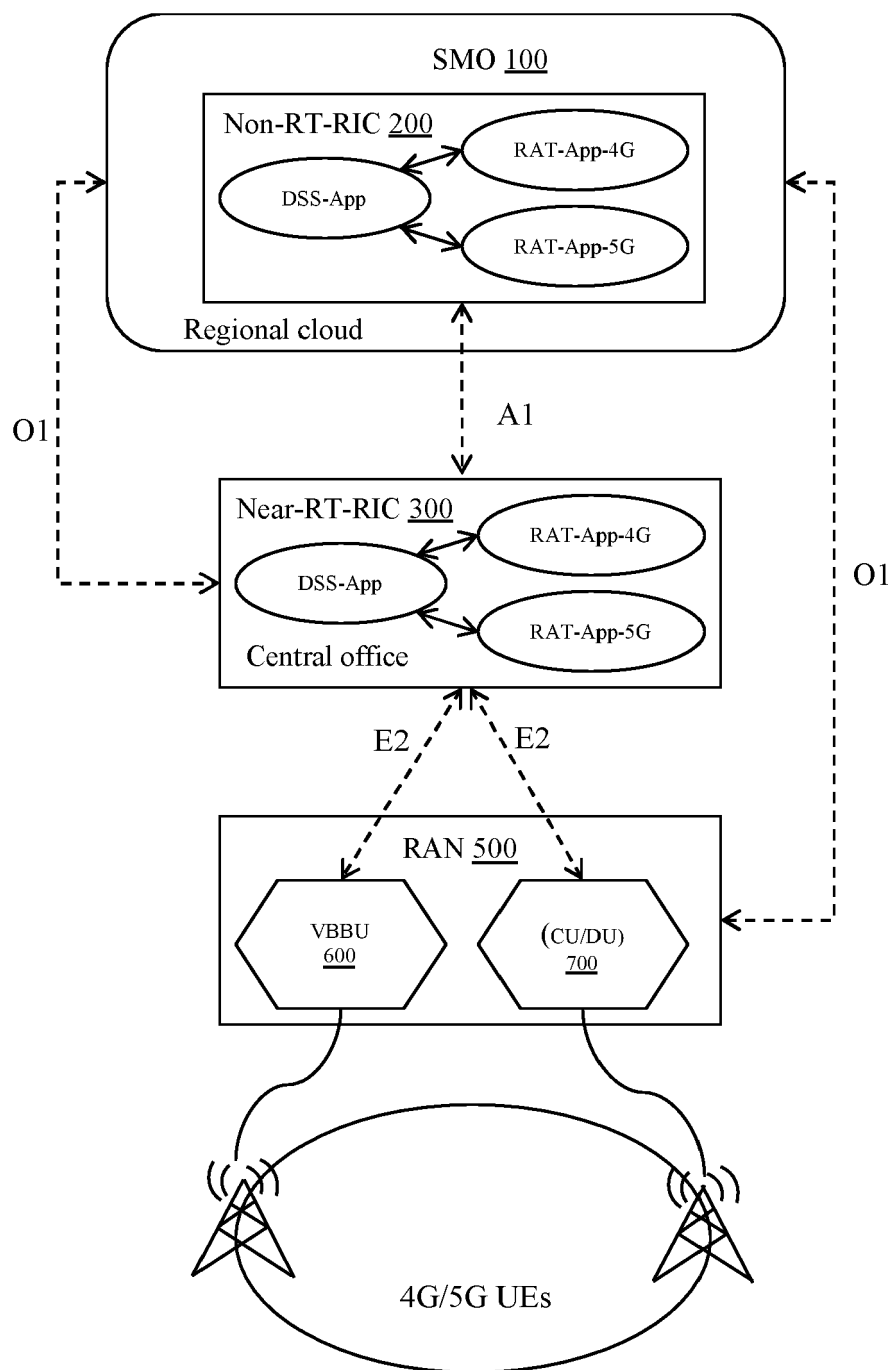 SMO 100
Non-RT-RIC 200
RAT-App-4G
DSS-App
RAT-App-5G
Regional cloud
O1
A1
Near-RT-RIC 300
RAT-App-4G
DSS-App
O1
RAT-App-5G
Central office
E2
E2
RAN 500
VBBU
600
(CU/DU)
700
4G/5G UEs